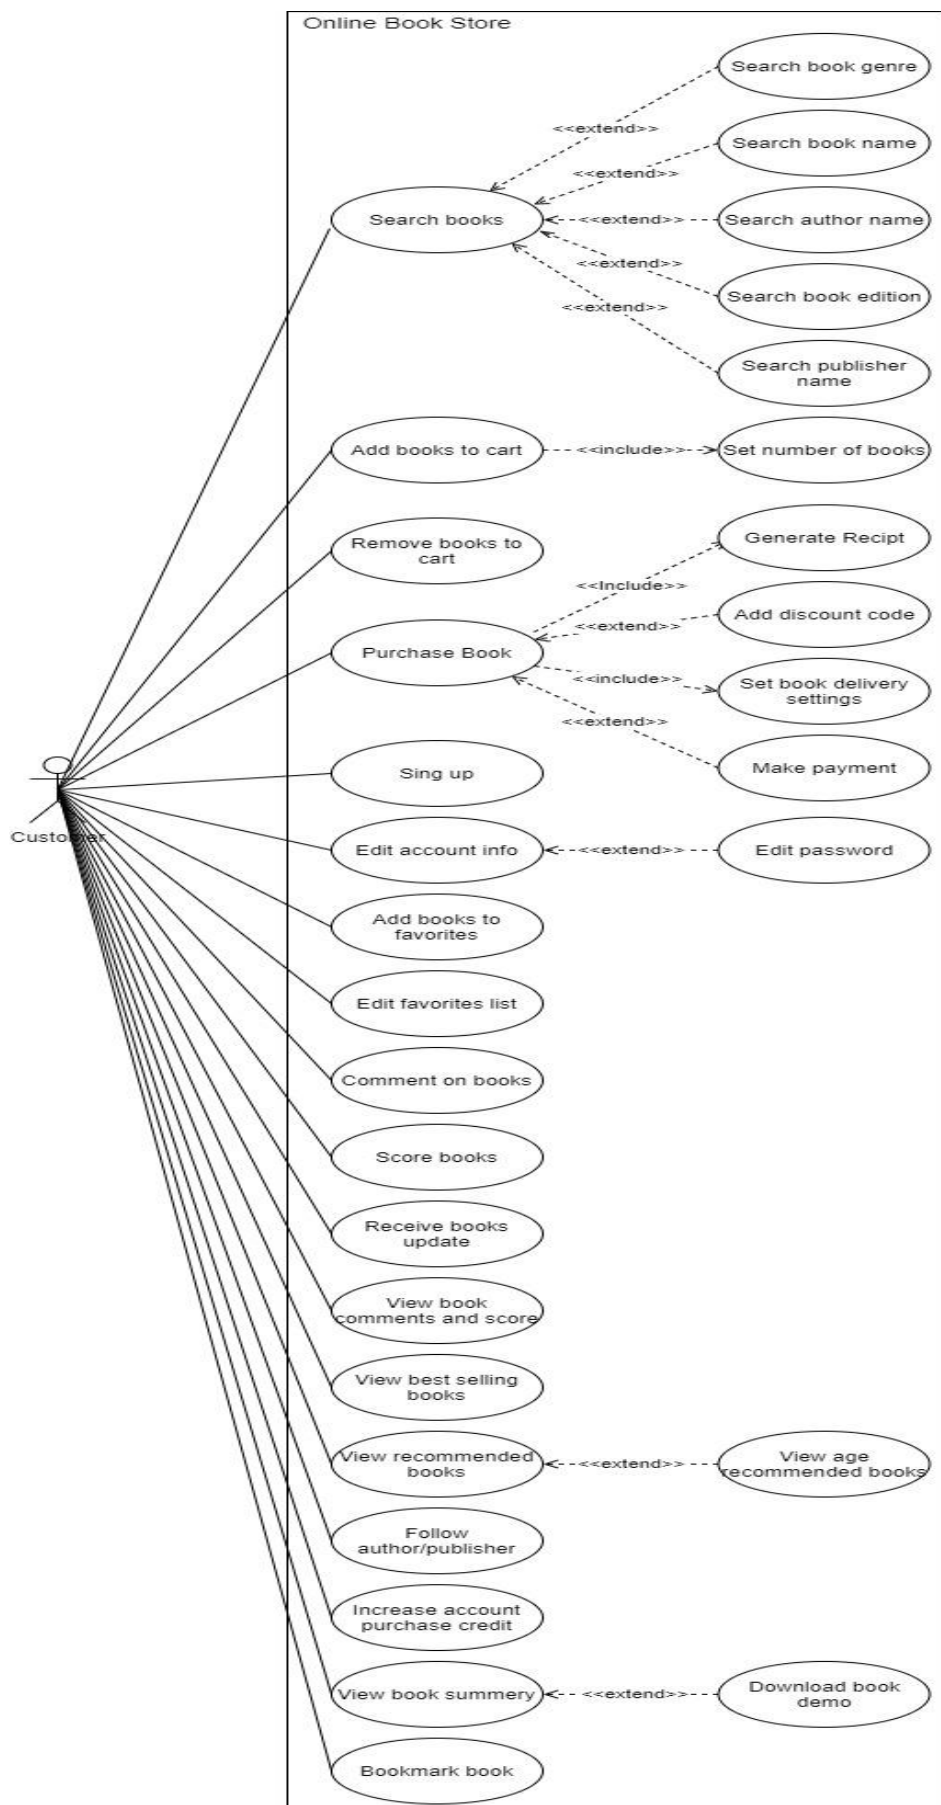 Online Book Store
Search book genre
<<extend>>
Search book name
<<extend>>
Search books
<<extend>>
Search author name
<<extend>>
Search book edition
<<extend>>
Search publisher
name
Add books to cart
<<include>>
Set number of books
Remove books to
cart
Generate Recipt
<<Include>>
Add discount code
<<extend>>
Purchase Book
<<include>>
Set book delivery
settings
<<extend>>
Make payment
Sing up
Customer
Edit account info
<<extend>>
Edit password
Add books to
favorites
Edit favorites list
Comment on books
Score books
Receive books
update
View book
comments and score
View best selling
books
View recommended
books
<<extend>>
View age
recommended books
Follow
author/publisher
Increase account
purchase credit
View book summery
<<extend>>
Download book
demo
Bookmark book